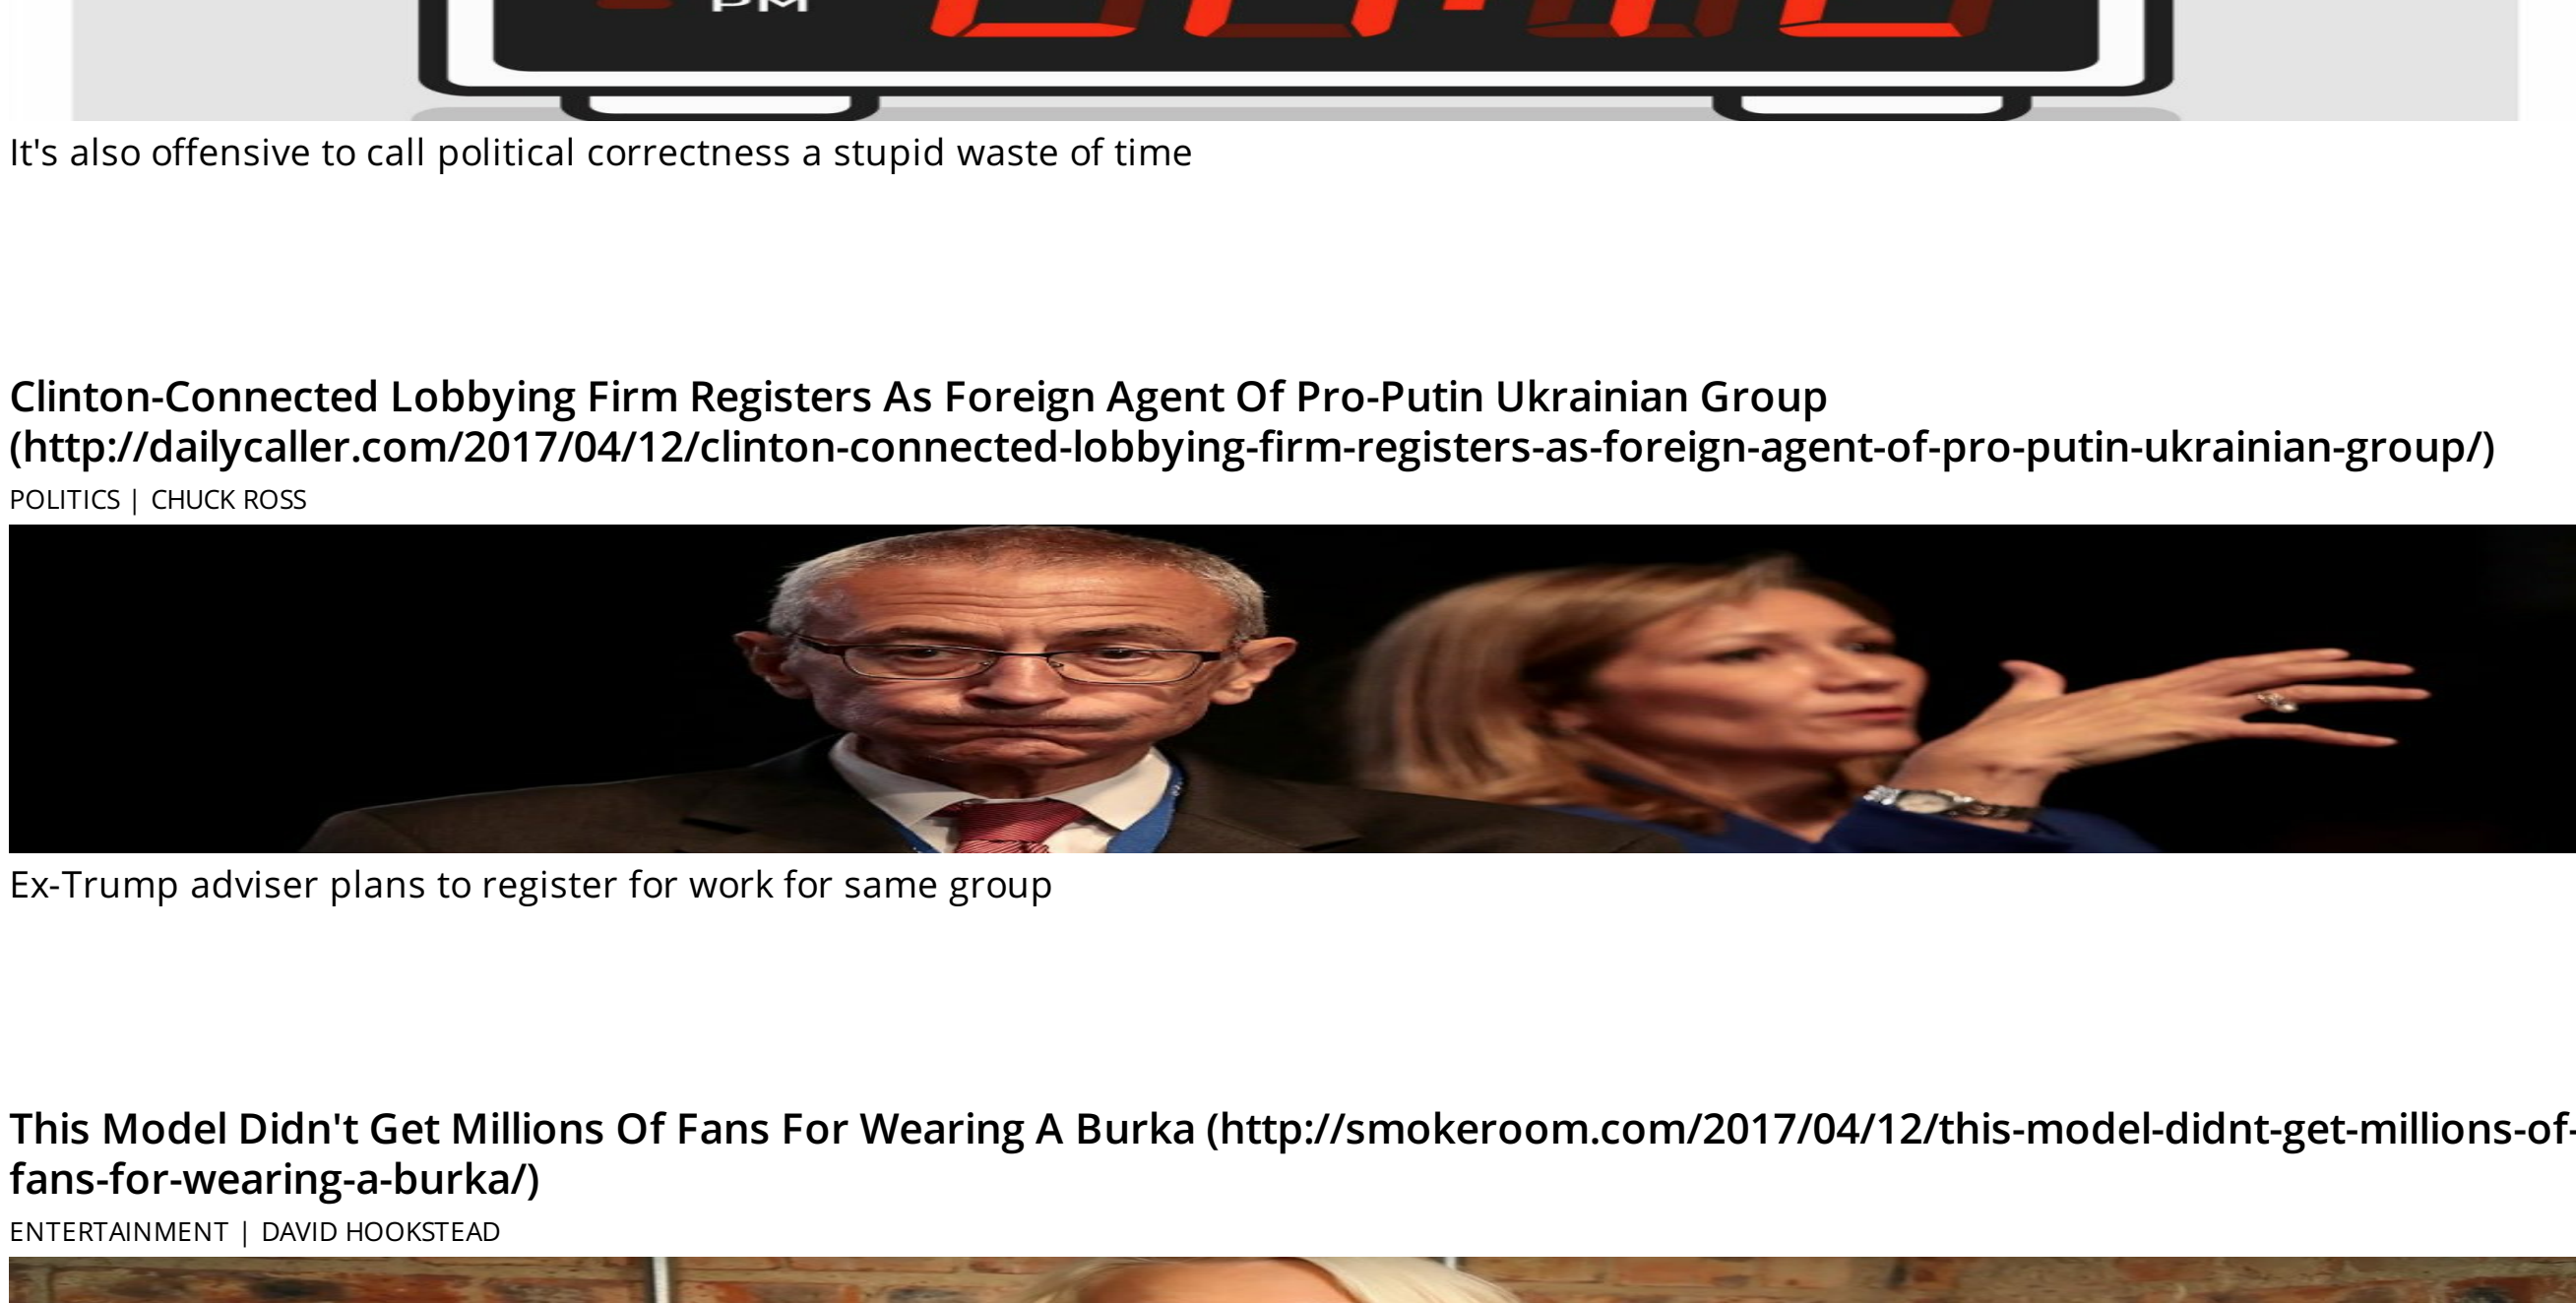 PM
It's also offensive to call political correctness a stupid waste of time
Clinton-Connected Lobbying Firm Registers As Foreign Agent Of Pro-Putin Ukrainian Group
(http://dailycaller.com/2017/04/12/clinton-connected-lobbying-firm-registers-as-foreign-agent-of-pro-putin-ukrainian-group/)
POLITICS | CHUCK ROSS
Ex-Trump adviser plans to register for work for same group
This Model Didn't Get Millions Of Fans For Wearing A Burka (http://smokeroom.com/2017/04/12/this-model-didnt-get-millions-of-
fans-for-wearing-a-burka/)
ENTERTAINMENT | DAVID HOOKSTEAD